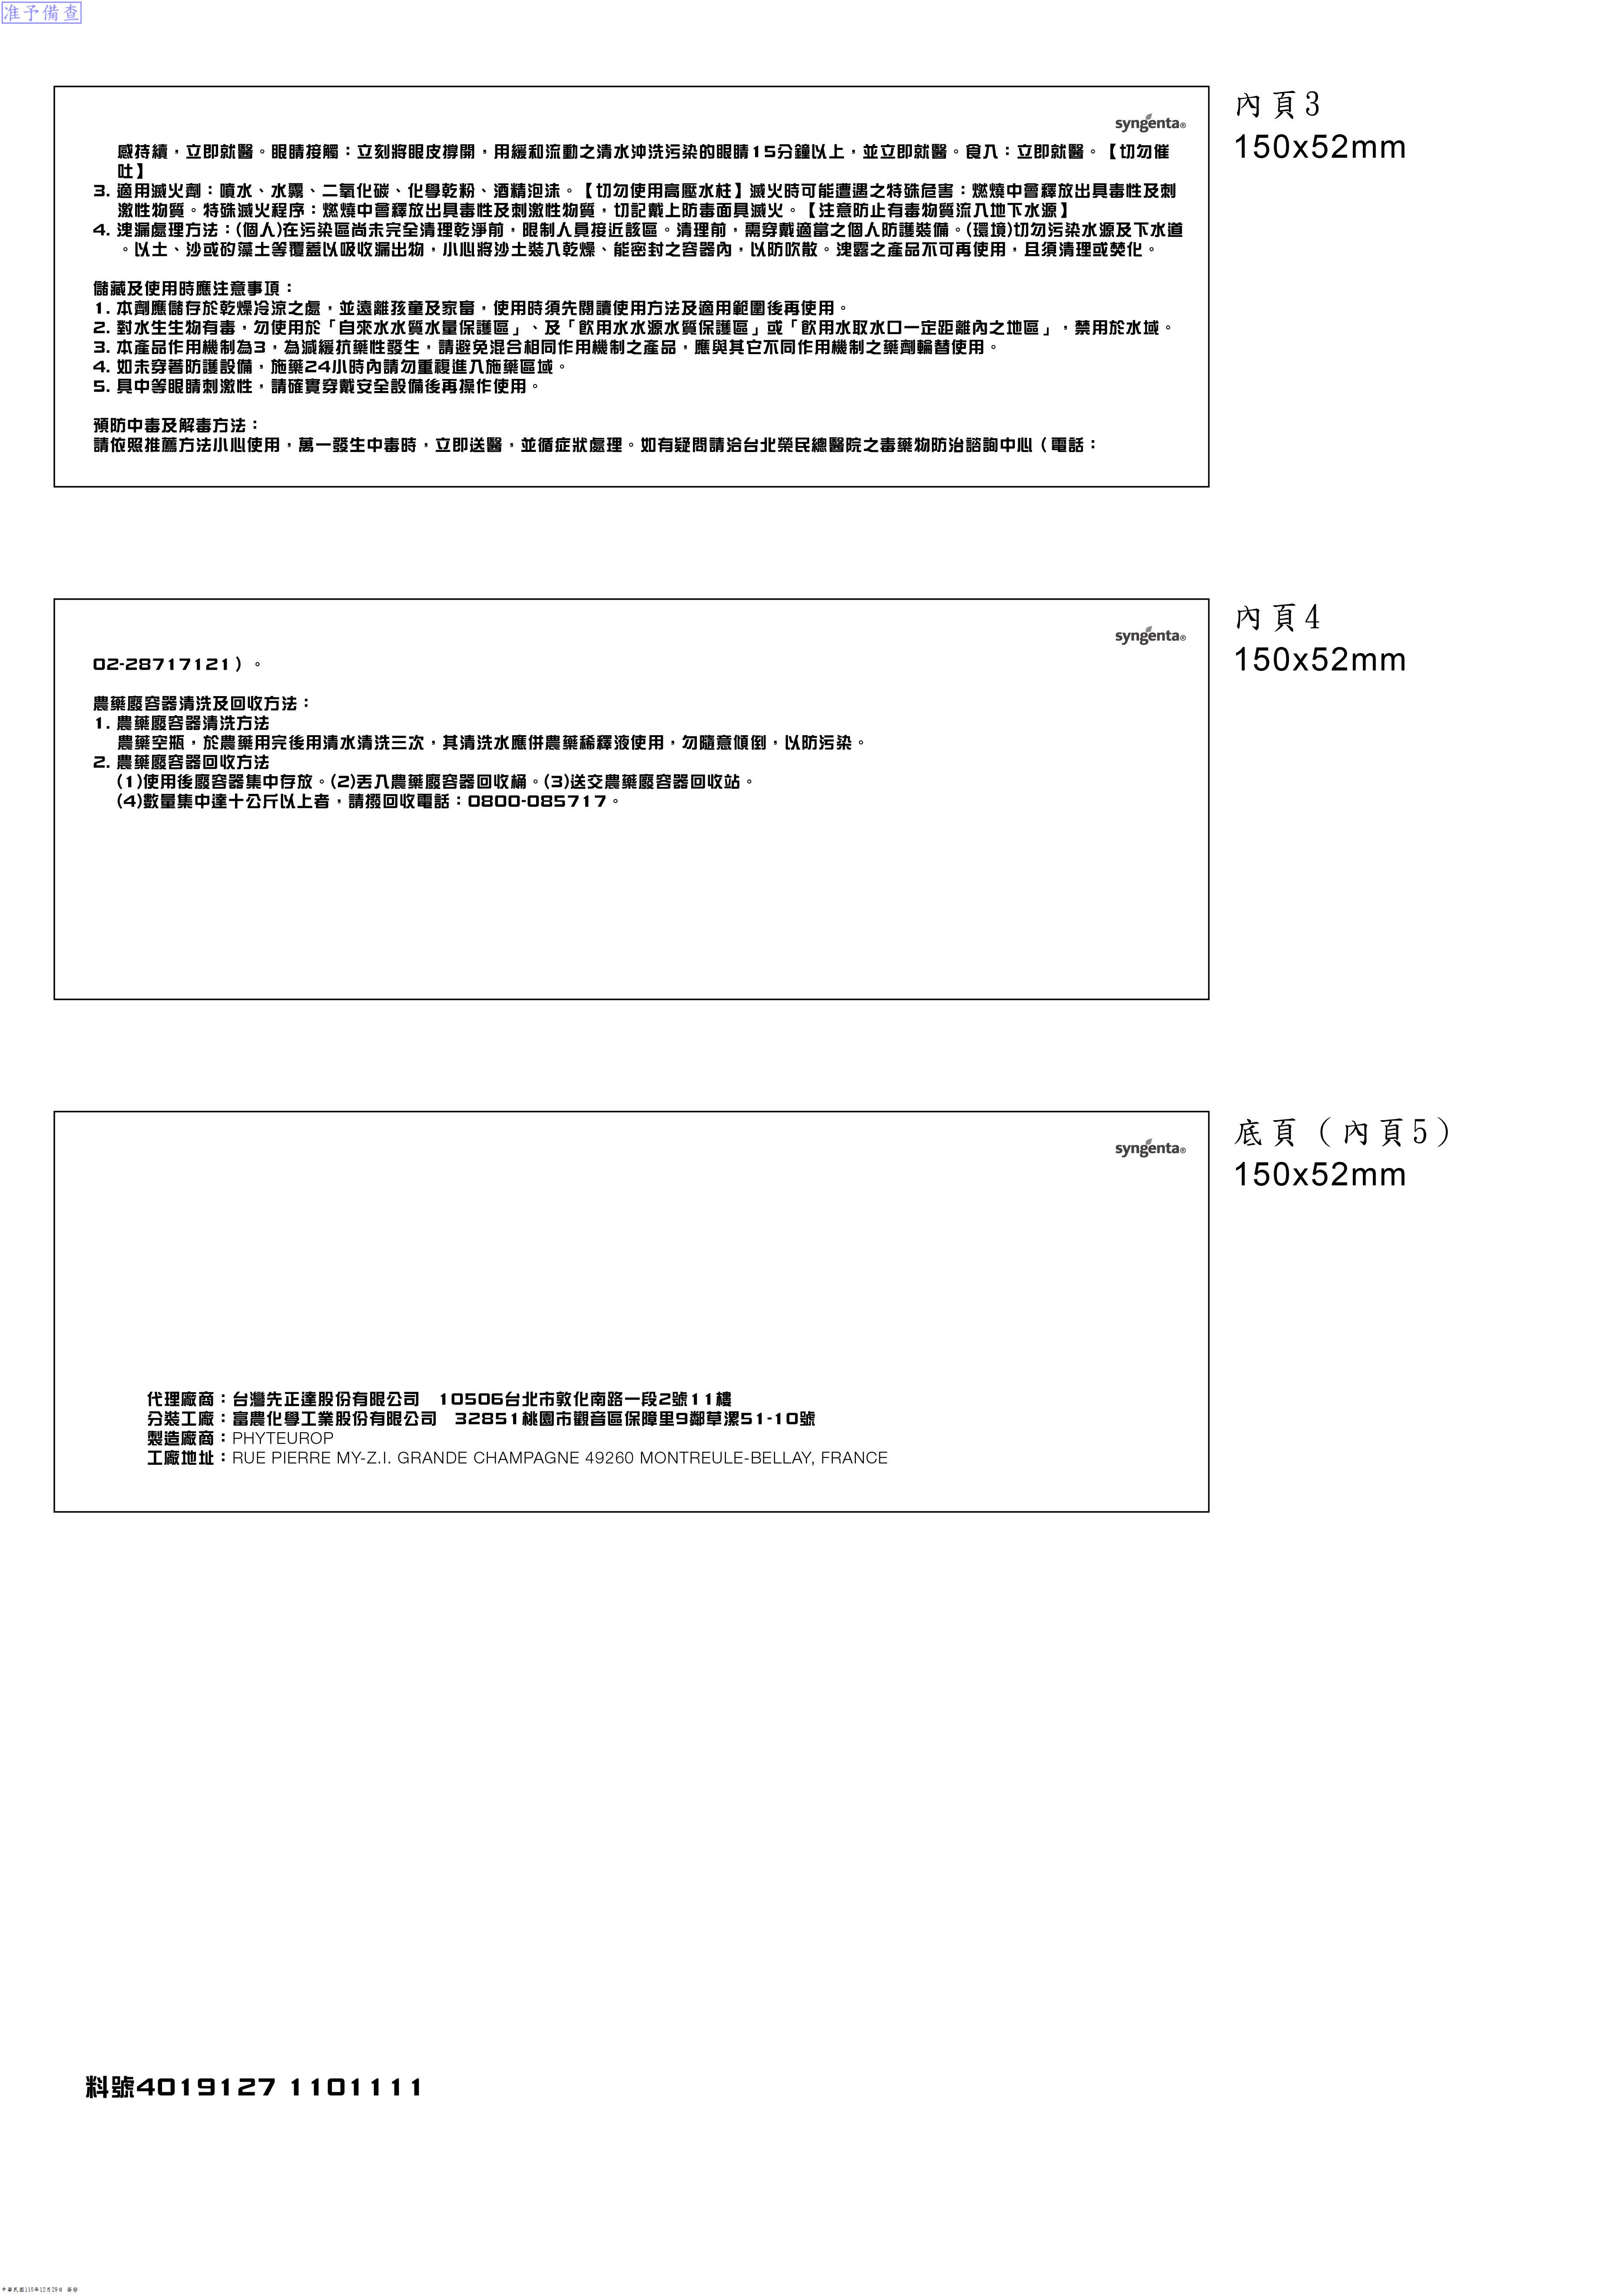 准予備查
內頁3
150x52mm
syngenta®
感持續，立即就醫。眼睛接觸：立刻將眼皮撐開，用緩和流動之清水沖洗污染的眼睛15分鐘以上，並立即就醫。食入：立即就醫。【切勿催
吐】
3. 適用滅火劑：噴水、水霧、二氧化碳、化學乾粉、酒精泡沫。【切勿使用高壓水柱】滅火時可能遭遇之特殊危害：燃燒中會釋放出具毒性及刺
激性物質。特殊滅火程序：燃燒中會釋放出具毒性及刺激性物質，切記戴上防毒面具滅火。【注意防止有毒物質流入地下水源】
4. 洩漏處理方法：(個人)在污染區尚未完全清理乾淨前，限制人員接近該區。清理前，需穿戴適當之個人防護裝備。(環境)切勿污染水源及下水道
。以土、沙或矽藻土等覆蓋以吸收漏出物，小心將沙土裝入乾燥、能密封之容器內，以防吹散。洩露之產品不可再使用，且須清理或焚化。
儲藏及使用時應注意事項：
1. 本劑應儲存於乾燥冷涼之處，並遠離孩童及家畜，使用時須先閱讀使用方法及適用範圍後再使用。
2. 對水生生物有毒，勿使用於「自來水水質水量保護區」、及「飲用水水源水質保護區」或「飲用水取水口一定距離內之地區」，禁用於水域。
3. 本產品作用機制為3，為減緩抗藥性發生，請避免混合相同作用機制之產品，應與其它不同作用機制之藥劑輪替使用。
4. 如未穿著防護設備，施藥24小時內請勿重複進入施藥區域。
5. 具中等眼睛刺激性，請確實穿戴安全設備後再操作使用。
預防中毒及解毒方法：
請依照推薦方法小心使用，萬一發生中毒時，立即送醫，並循症狀處理。如有疑問請洽台北榮民總醫院之毒藥物防治諮詢中心（電話：
內頁4
150x52mm
syngenta®
02-28717121）。
農藥廢容器清洗及回收方法：
1. 農藥廢容器清洗方法
農藥空瓶，於農藥用完後用清水清洗三次，其清洗水應併農藥稀釋液使用，勿隨意傾倒，以防污染。
2. 農藥廢容器回收方法
(1)使用後廢容器集中存放。(2)丟入農藥廢容器回收桶。(3)送交農藥廢容器回收站。
(4)數量集中達十公斤以上者，請撥回收電話：0800-085717。
底頁（內頁5）
150x52mm
syngenta®
代理廠商：台灣先正達股份有限公司　10506台北市敦化南路一段2號11樓
分裝工廠：富農化學工業股份有限公司　32851桃園市觀音區保障里9鄰草漯51-10號
製造廠商：PHYTEUROP
工廠地址：RUE PIERRE MY-Z.I. GRANDE CHAMPAGNE 49260 MONTREULE-BELLAY, FRANCE
料號4019127 1101111
中華民國110年12月29日 簽發